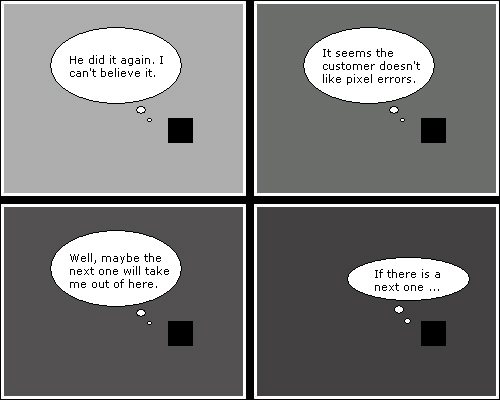 He did it again. I
can't believe it.
It seems the
customer doesn't
like pixel errors.
Well, maybe the
next one will take
me out of here.
If there is a
next one ...